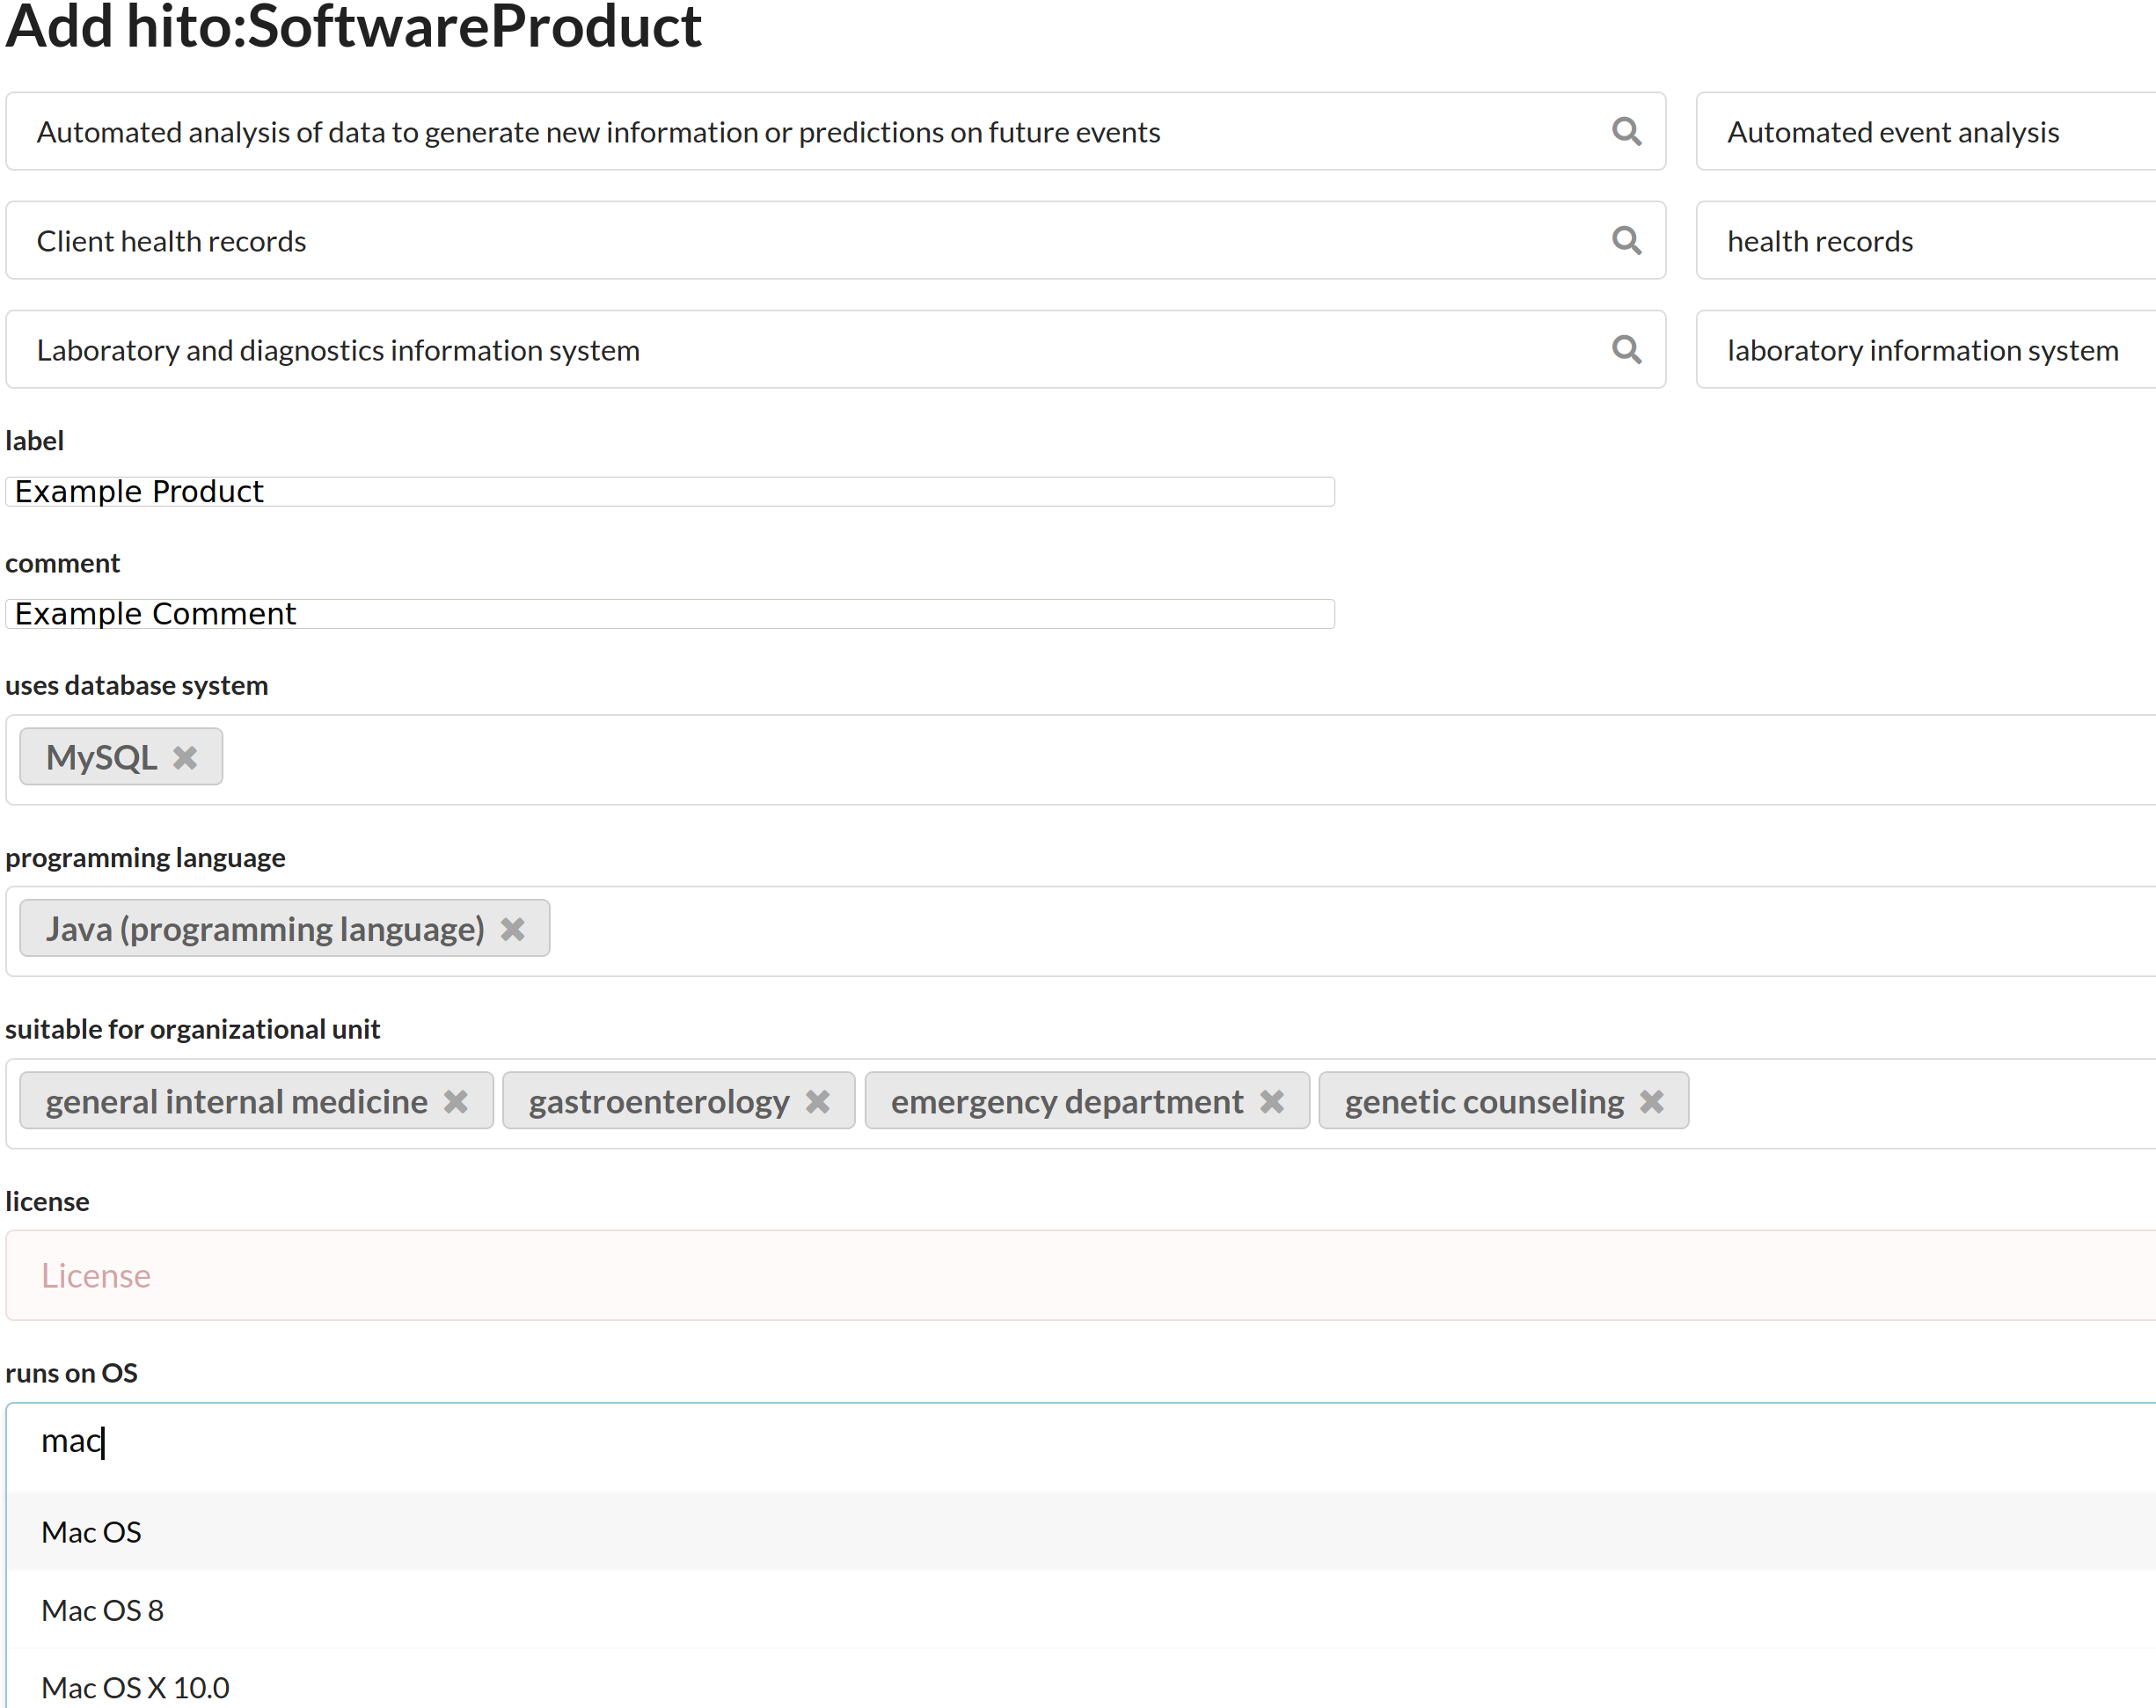 Add hito:SoftwareProduct
Automated analysis of data to generate new information or predictions on future events
Automated event analysis
Client health records
health records
Laboratory and diagnostics information system
laboratory information system
label
Example Product
comment
Example Comment
uses database system
MySQL
programming language
Java (programming language)
suitable for organizational unit
general internal medicine gastroenterology emergency department genetic counseling
license
License
runs on OS
mac
Mac OS
Mac OS 8
Mac OS X 10.0